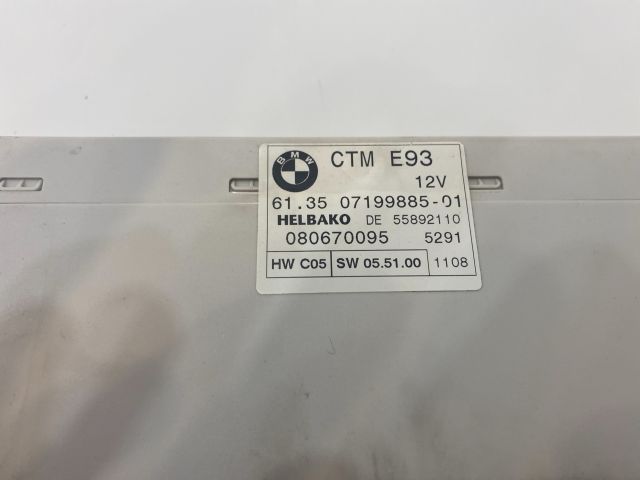 BMW CTM E93
12V
61.35 07199885-01
HELBAKO DE 55892110
080670095 5291
HW C05 SW 05.51.00 1108